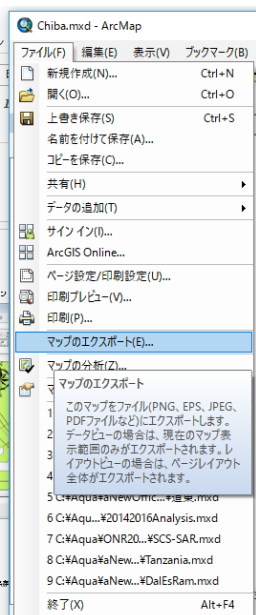 Chiba.mxd - ArcMap
ファイル(F) 編集(E) 表示(V) ブックマーク(B)
新規作成(N)... Ctrl+N
開く(O)... Ctrl+O
上書き保存(S) Ctrl+S
名前を付けて保存(A)...
コピーを保存(C)...
共有(H)
データの追加(T)
サイン イン(I)...
ArcGIS Online...
ページ設定/印刷設定(U)...
印刷プレビュー(V)...
印刷(P)...
マップのエクスポート(E)...
マップの分析(Z)...
マップのエクスポート
このマップをファイル(PNG、EPS、JPEG、
PDFファイルなど)にエクスポートします。
データビューの場合は、現在のマップ表
示範囲のみがエクスポートされます。レ
イアウトビューの場合は、ページレイアウト
全体がエクスポートされます。
1
2
3
4
5 C:¥Aqua¥aNewOffic...¥道東.mxd
6 C:¥Aqu...¥20142016Analysis.mxd
7 C:¥Aqua¥ONR20...¥SCS-SAR.mxd
8 C:¥Aqua¥aNew...¥Tanzania.mxd
9 C:¥Aqua¥aNew...¥DalEsRam.mxd
終了(X) Alt+F4